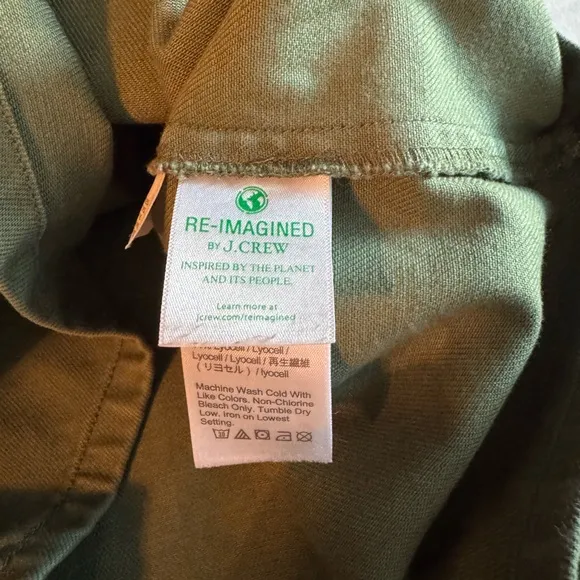 RE-IMAGINED
BY J.CREW
INSPIRED BY THE PLANET
AND ITS PEOPLE.
Learn more at
jcrew.com/reimagined
Lyocell / Lyocell /
Lyocell / Lyocell / 再生纖維
(リヨセル) / lyocell
Machine Wash Cold With
Like Colors. Non-Chlorine
Bleach Only. Tumble Dry
Low. Iron on Lowest
Setting.